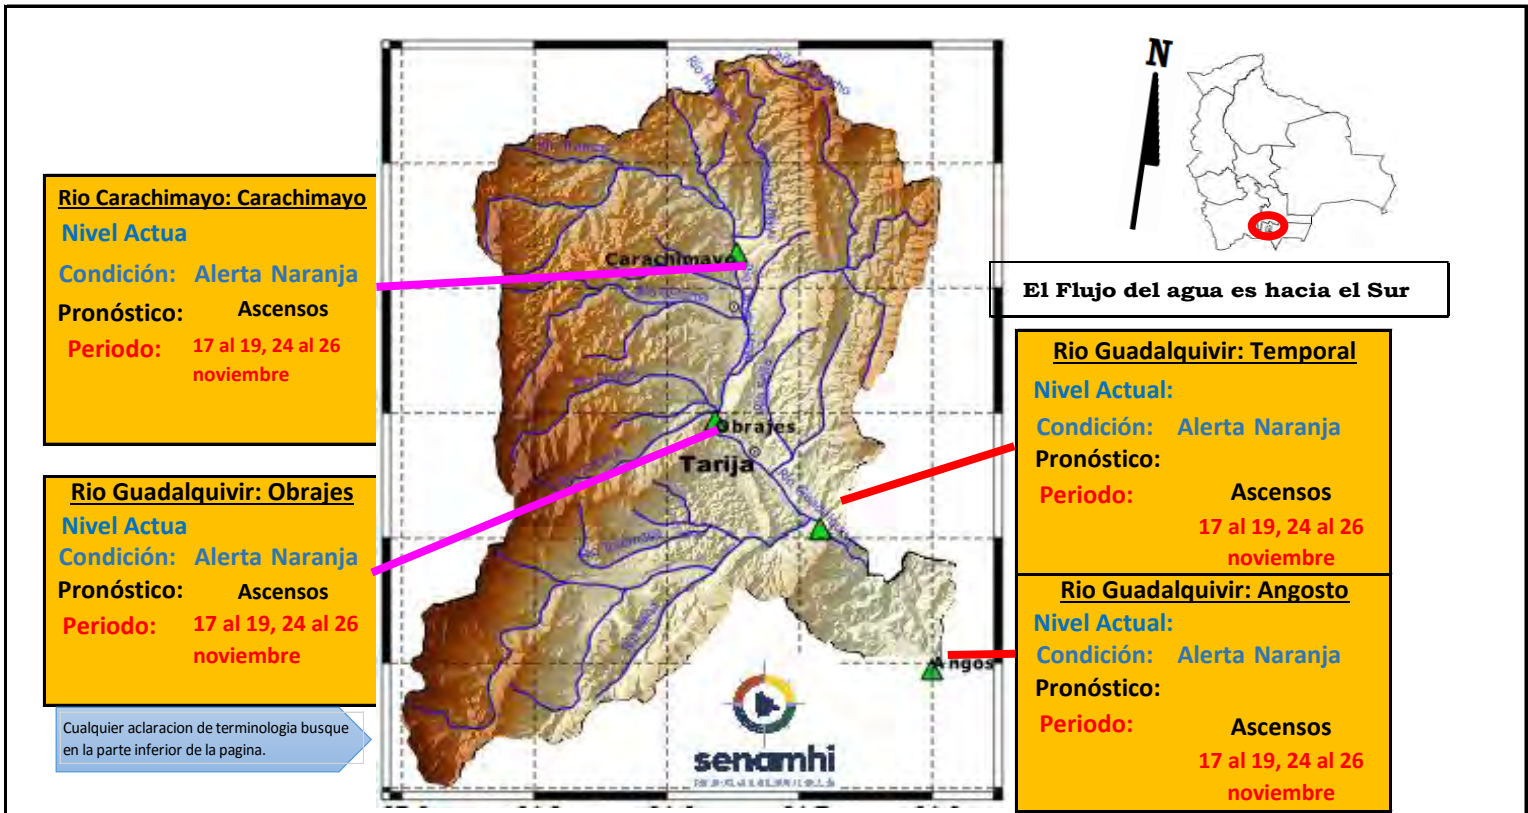 N
Rio Carachimayo: Carachimayo
Nivel Actua
Condición: Alerta Naranja
Pronóstico: Ascensos
Periodo: 17 al 19, 24 al 26
noviembre
Rio Guadalquivir: Obrajes
Nivel Actua
Condición: Alerta Naranja
Pronóstico: Ascensos
Periodo: 17 al 19, 24 al 26
noviembre
Cualquier aclaracion de terminologia busque
en la parte inferior de la pagina.
Carachimayo
Obrajes
Tarija
Angos
senamhi
El Flujo del agua es hacia el Sur
Rio Guadalquivir: Temporal
Nivel Actual:
Condición: Alerta Naranja
Pronóstico:
Periodo: Ascensos
17 al 19, 24 al 26
noviembre
Rio Guadalquivir: Angosto
Nivel Actual:
Condición: Alerta Naranja
Pronóstico:
Periodo: Ascensos
17 al 19, 24 al 26
noviembre